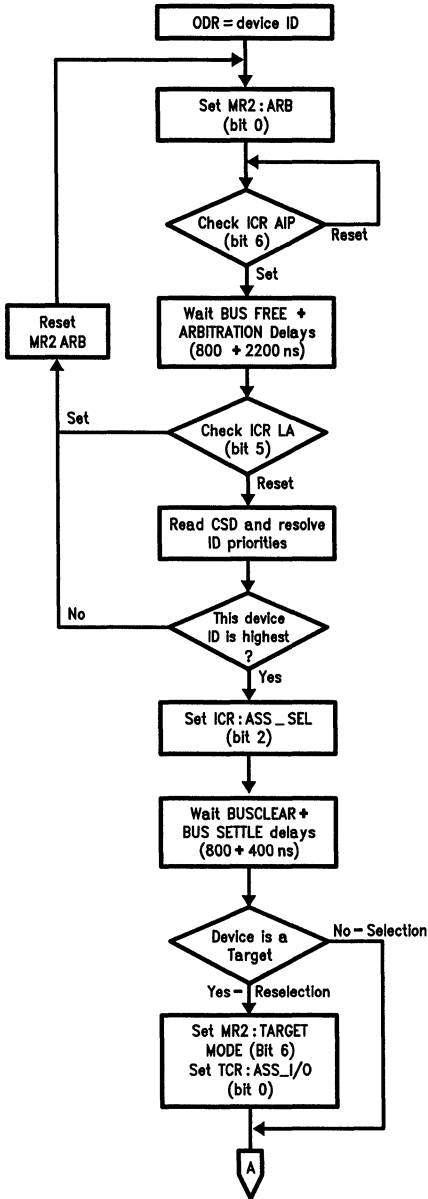 ODR = device ID
Set MR2 : ARB
(bit 0)
Check ICR AIP
(bit 6)
Reset
Set
Wait BUS FREE +
ARBITRATION Delays
(800 + 2200 ns)
Reset
MR2 ARB
Set
Check ICR LA
(bit 5)
Reset
Read CSD and resolve
ID priorities
No
This device
ID is highest
?
Yes
Set ICR : ASS_SEL
(bit 2)
Wait BUSCLEAR +
BUS SETTLE delays
(800 + 400 ns)
Device is a
Target
No - Selection
Yes - Reselection
Set MR2 : TARGET
MODE (Bit 6)
Set TCR : ASS_I/O
(bit 0)
A